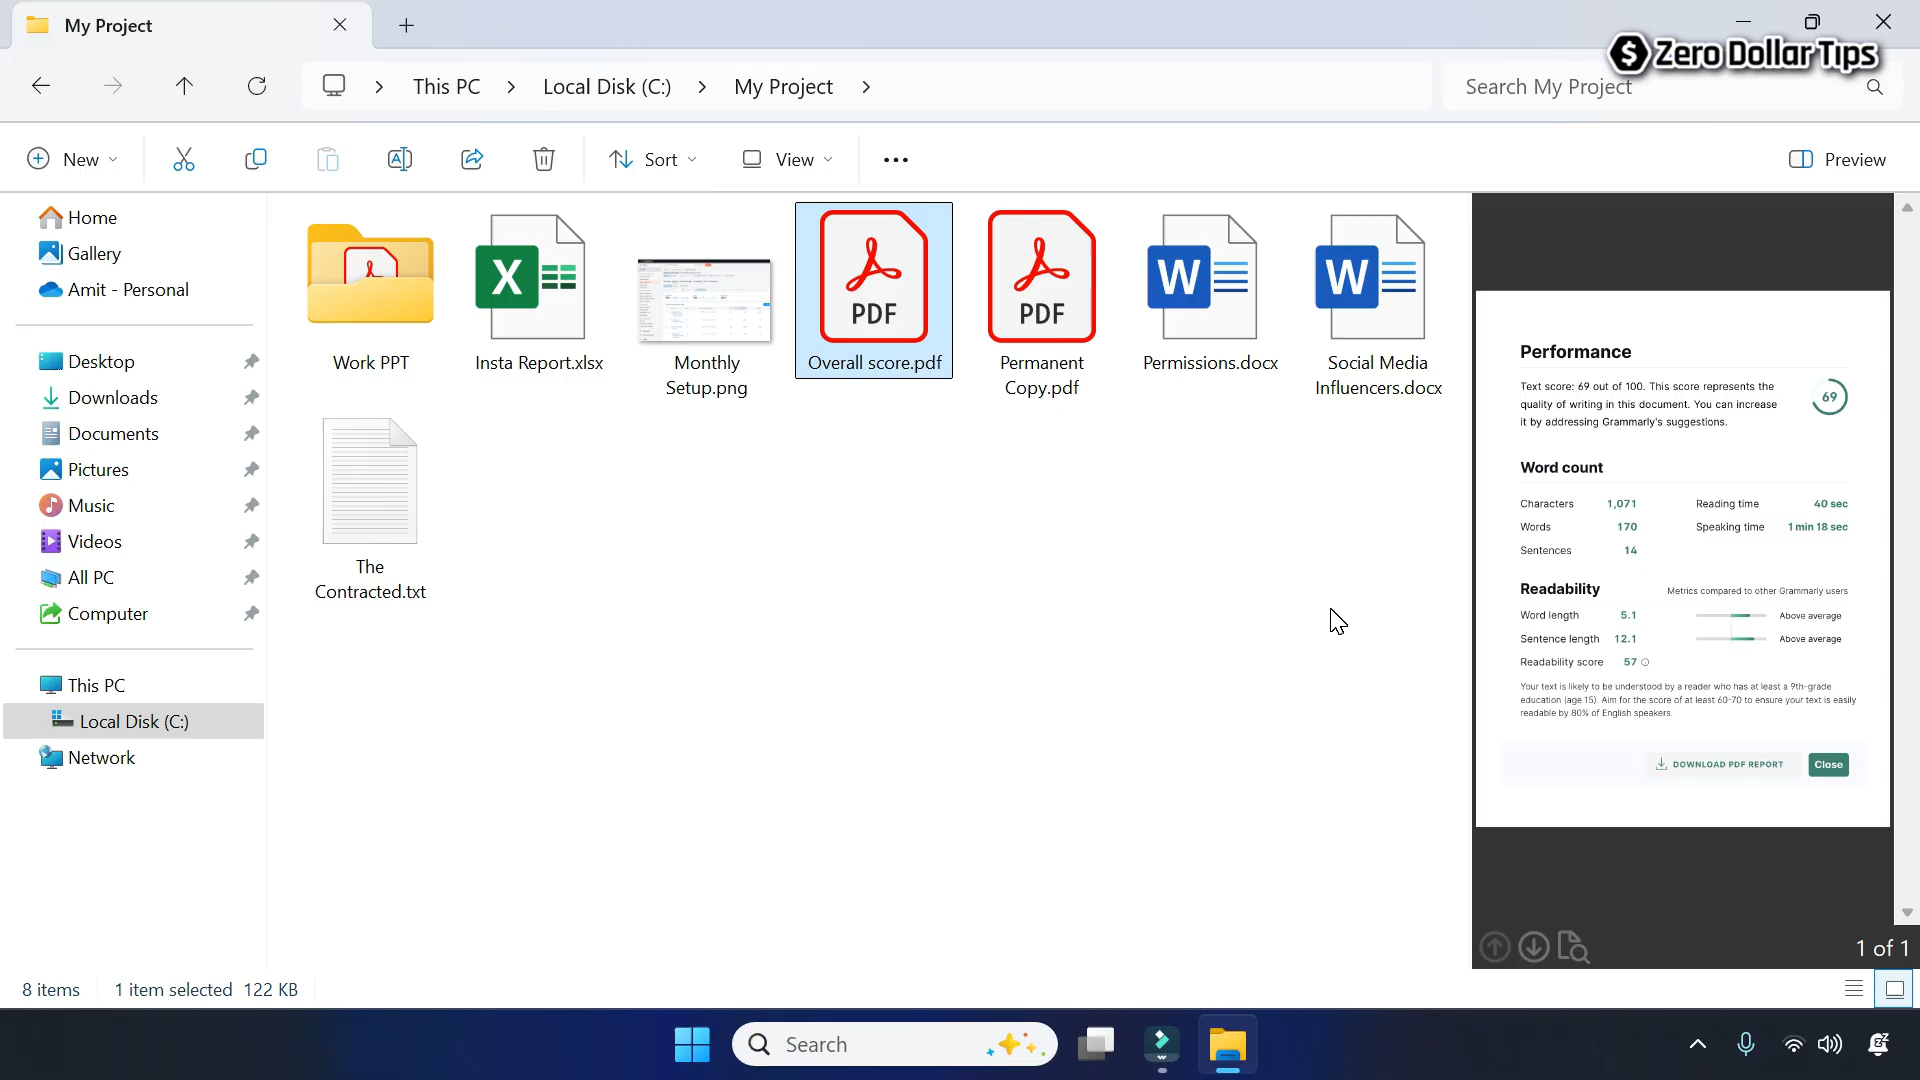 My Project
Zero Dollar Tips
This PC
Local Disk (C:)
My Project
Search My Project
New
Sort
View
Preview
Home
Gallery
Amit - Personal
Desktop
Downloads
Documents
Pictures
Music
Videos
All PC
Computer
This PC
Local Disk (C:)
Network
Work PPT
X
Insta Report.xlsx
Monthly
Setup.png
PDF
Overall score.pdf
PDF
Permanent
Copy.pdf
W
Permissions.docx
W
Social Media
Influencers.docx
The
Contracted.txt
Performance
Text score: 69 out of 100. This score represents the
quality of writing in this document. You can increase
it by addressing Grammarly's suggestions.
69
Word count
Characters 1,071 Reading time 40 sec
Words 170 Speaking time 1 min 18 sec
Sentences 14
Readability Metrics compared to other Grammarly users
Word length 5.1 Above average
Sentence length 12.1 Above average
Readability score 57
Your text is likely to be understood by a reader who has at least a 9th-grade
education (age 15). Aim for the score of at least 60-70 to ensure your text is easily
readable by 80% of English speakers.
DOWNLOAD PDF REPORT Close
1 of 1
8 items 1 item selected 122 KB
Search